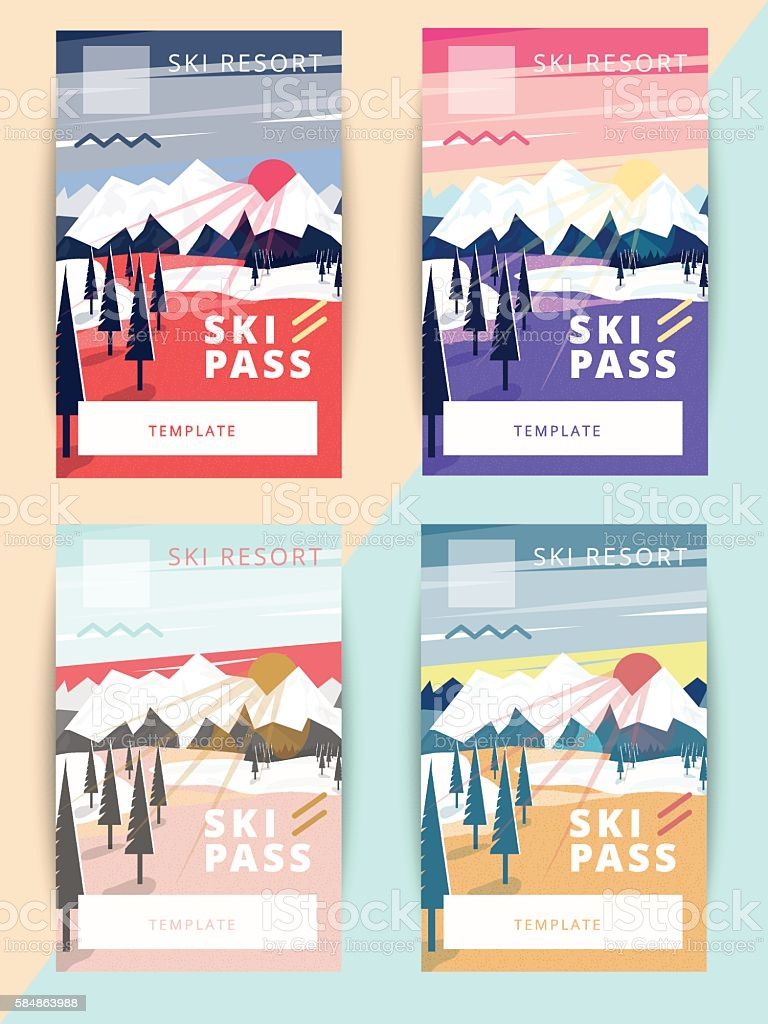 SKI RESORT
SKI
PASS
TEMPLATE
SKI RESORT
SKI
PASS
TEMPLATE
SKI RESORT
SKI
PASS
TEMPLATE
SKI RESORT
SKI
PASS
TEMPLATE
iStock
by Getty Images™
584863988